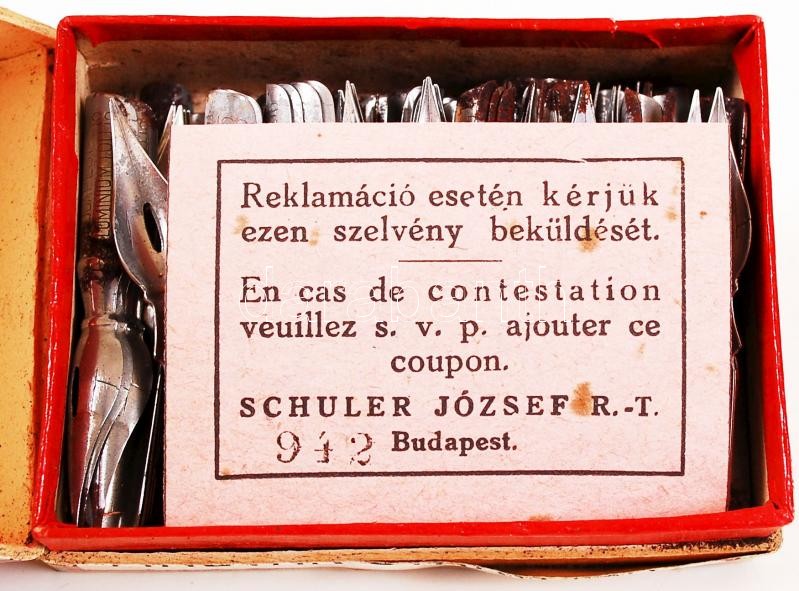 Reklamáció esetén kérjük
ezen szelvény beküldését.
En cas de contestation
veuillez s. v. p. ajouter ce
coupon.
SCHULER JÓZSEF R.-T.
942 Budapest.